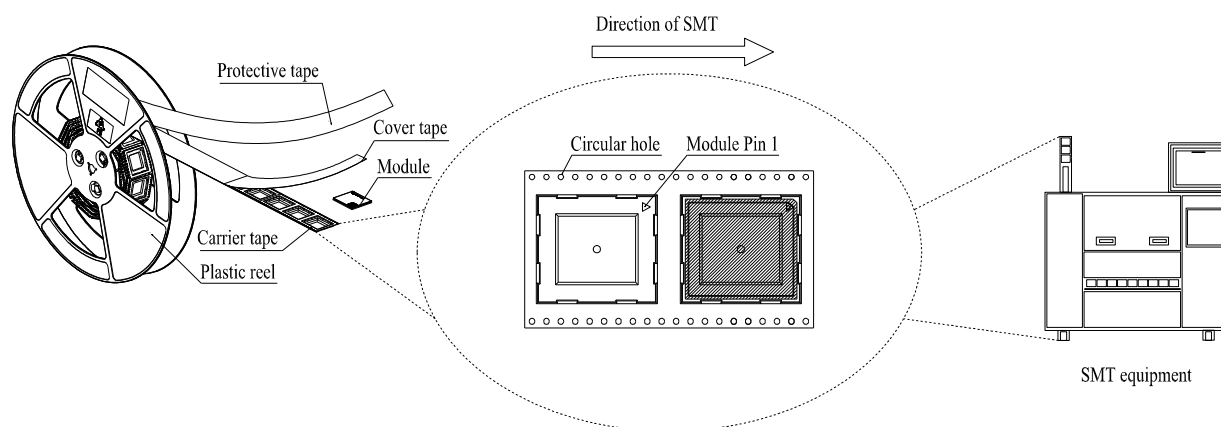 Direction of SMT
Protective tape
Cover tape
Module
Circular hole
Module Pin 1
Carrier tape
Plastic reel
SMT equipment